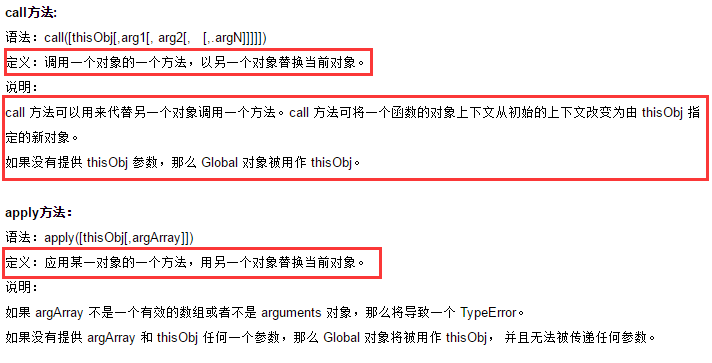 call方法:
语法：call([thisObj[,arg1[, arg2[, [,.argN]]]]])
定义：调用一个对象的一个方法，以另一个对象替换当前对象。
说明：
call 方法可以用来代替另一个对象调用一个方法。call 方法可将一个函数的对象上下文从初始的上下文改变为由 thisObj 指
定的新对象。
如果没有提供 thisObj 参数，那么 Global 对象被用作 thisObj。
apply方法：
语法：apply([thisObj[,argArray]])
定义：应用某一对象的一个方法，用另一个对象替换当前对象。
说明：
如果 argArray 不是一个有效的数组或者不是 arguments 对象，那么将导致一个 TypeError。
如果没有提供 argArray 和 thisObj 任何一个参数，那么 Global 对象将被用作 thisObj， 并且无法被传递任何参数。